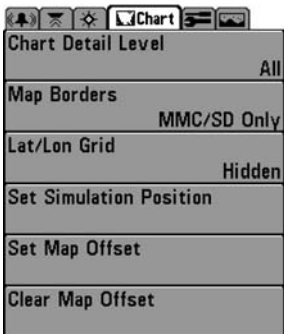 Chart
Chart Detail Level
All
Map Borders
MMC/SD Only
Lat/Lon Grid
Hidden
Set Simulation Position
Set Map Offset
Clear Map Offset